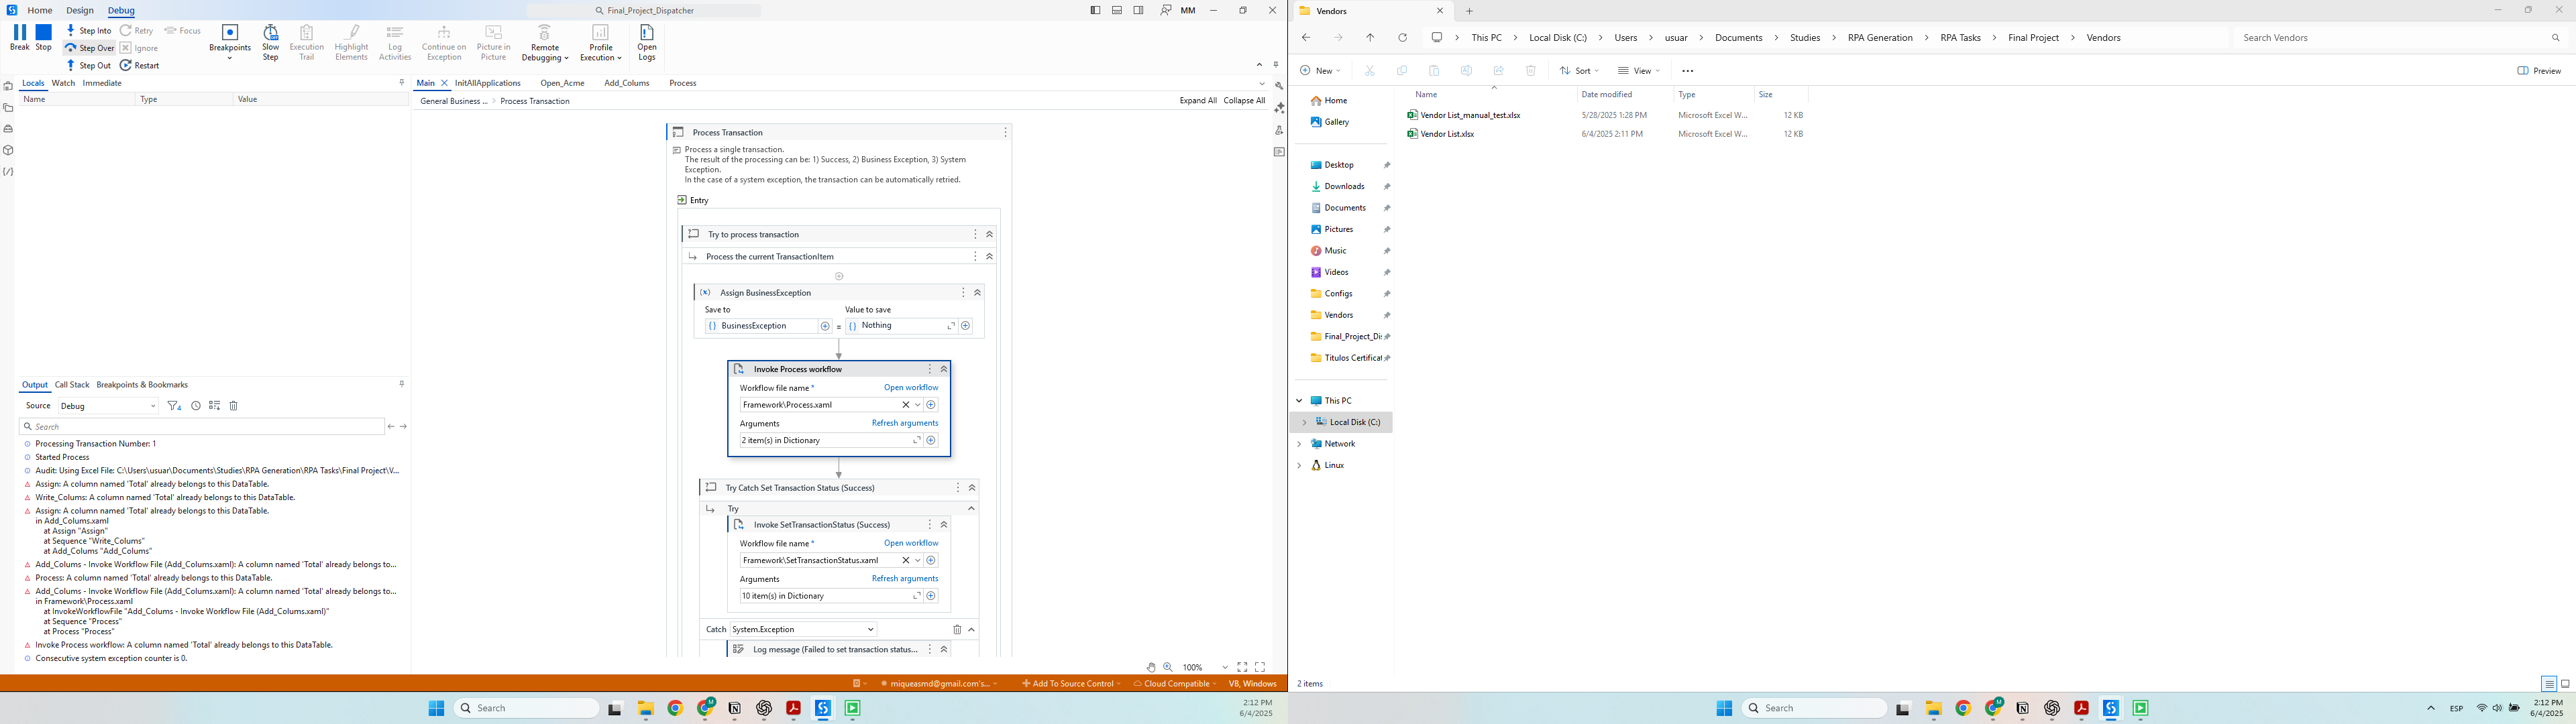 Home Design Debug
Final_Project_Dispatcher
MM
Break Stop
Step Into Retry Focus
Step Over Ignore
Step Out Restart
Breakpoints
Slow Step
Execution Trail
Highlight Elements
Log Activities
Continue on Exception
Picture in Picture
Remote Debugging
Profile Execution
Open Logs
Locals Watch Immediate
Name Type Value
Main InitAllApplications Open_Acme Add_Colums Process
General Business ... > Process Transaction
Expand All Collapse All
Process Transaction
Process a single transaction.
The result of the processing can be: 1) Success, 2) Business Exception, 3) System
Exception.
In the case of a system exception, the transaction can be automatically retried.
Entry
Try to process transaction
Process the current TransactionItem
Assign BusinessException
Save to Value to save
BusinessException = Nothing
Invoke Process workflow
Workflow file name * Open workflow
Framework\Process.xaml
Arguments Refresh arguments
2 item(s) in Dictionary
Try Catch Set Transaction Status (Success)
Try
Invoke SetTransactionStatus (Success)
Workflow file name * Open workflow
Framework\SetTransactionStatus.xaml
Arguments Refresh arguments
10 item(s) in Dictionary
Catch System.Exception
Log message (Failed to set transaction status...
100%
Output Call Stack Breakpoints & Bookmarks
Source Debug
Search
Processing Transaction Number: 1
Started Process
Audit: Using Excel File: C:\Users\usuar\Documents\Studies\RPA Generation\RPA Tasks\Final Project\V...
Assign: A column named 'Total' already belongs to this DataTable.
Write_Colums: A column named 'Total' already belongs to this DataTable.
Assign: A column named 'Total' already belongs to this DataTable.
in Add_Colums.xaml
at Assign "Assign"
at Sequence "Write_Colums"
at Add_Colums "Add_Colums"
Add_Colums - Invoke Workflow File (Add_Colums.xaml): A column named 'Total' already belongs to...
Process: A column named 'Total' already belongs to this DataTable.
Add_Colums - Invoke Workflow File (Add_Colums.xaml): A column named 'Total' already belongs to...
in Framework\Process.xaml
at InvokeWorkflowFile "Add_Colums - Invoke Workflow File (Add_Colums.xaml)"
at Sequence "Process"
at Process "Process"
Invoke Process workflow: A column named 'Total' already belongs to this DataTable.
Consecutive system exception counter is 0.
miqueasmd@gmail.com's... Add To Source Control Cloud Compatible VB, Windows
Search
2:12 PM
6/4/2025
Vendors
This PC > Local Disk (C:) > Users > usuar > Documents > Studies > RPA Generation > RPA Tasks > Final Project > Vendors
Search Vendors
New Sort View ... Preview
Name Date modified Type Size
Vendor List_manual_test.xlsx 5/28/2025 1:28 PM Microsoft Excel W... 12 KB
Vendor List.xlsx 6/4/2025 2:11 PM Microsoft Excel W... 12 KB
Home
Gallery
Desktop
Downloads
Documents
Pictures
Music
Videos
Configs
Vendors
Final_Project_Di
Titulos Certificat
This PC
Local Disk (C:)
Network
Linux
2 items
Search
ESP
2:12 PM
6/4/2025